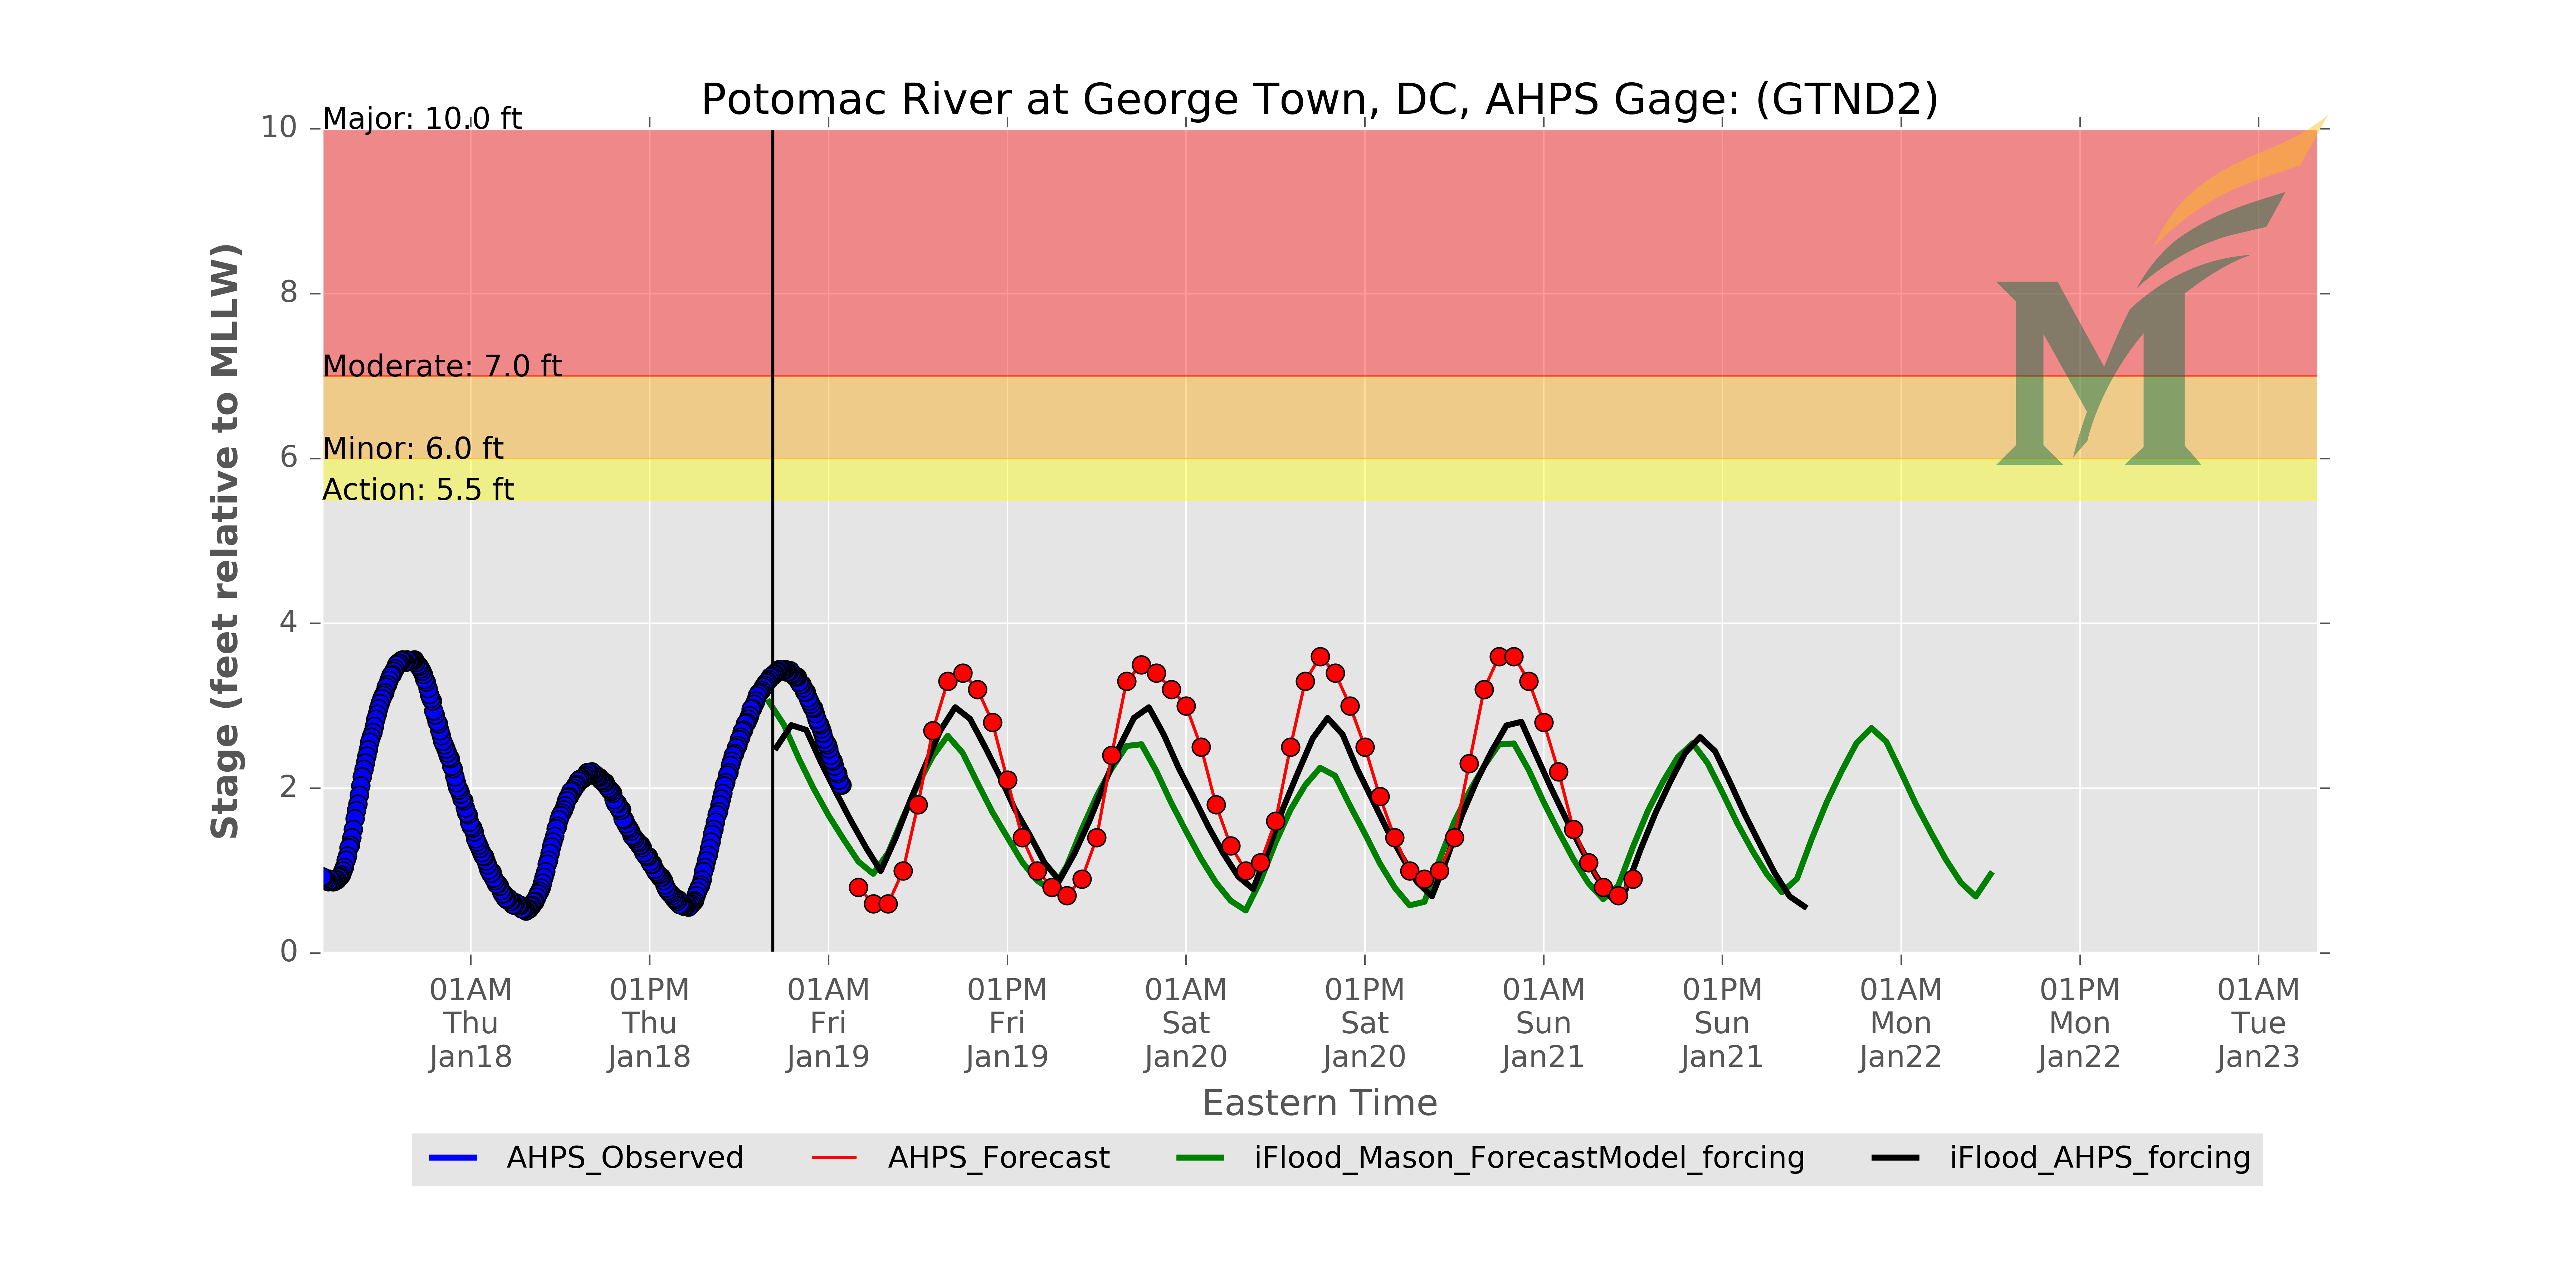 Potomac River at George Town, DC, AHPS Gage: (GTND2)
Major: 10.0 ft
Moderate: 7.0 ft
Minor: 6.0 ft
Action: 5.5 ft
Stage (feet relative to MLLW)
10
8
6
4
2
0
01AM
Thu
Jan18
01PM
Thu
Jan18
01AM
Fri
Jan19
01PM
Fri
Jan19
01AM
Sat
Jan20
01PM
Sat
Jan20
01AM
Sun
Jan21
01PM
Sun
Jan21
01AM
Mon
Jan22
01PM
Mon
Jan22
01AM
Tue
Jan23
Eastern Time
AHPS_Observed
AHPS_Forecast
iFlood_Mason_ForecastModel_forcing
iFlood_AHPS_forcing
M